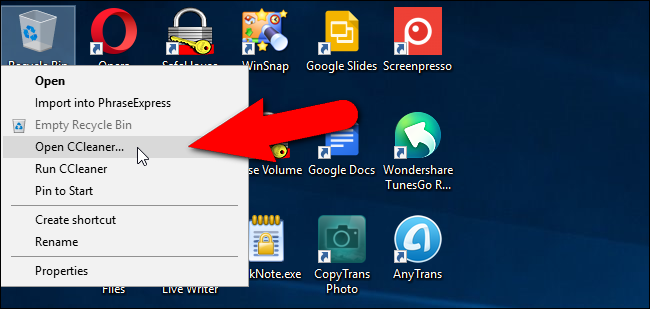 Recycle Bin
Opera
SafeHouse
WinSnap
Google Slides
Screenpresso
Open
Import into PhraseExpress
Empty Recycle Bin
Open CCleaner...
Run CCleaner
Pin to Start
Create shortcut
Rename
Properties
se Volume
Google Docs
Wondershare
TunesGo R...
Files
Live Writer
kNote.exe
CopyTrans
Photo
AnyTrans